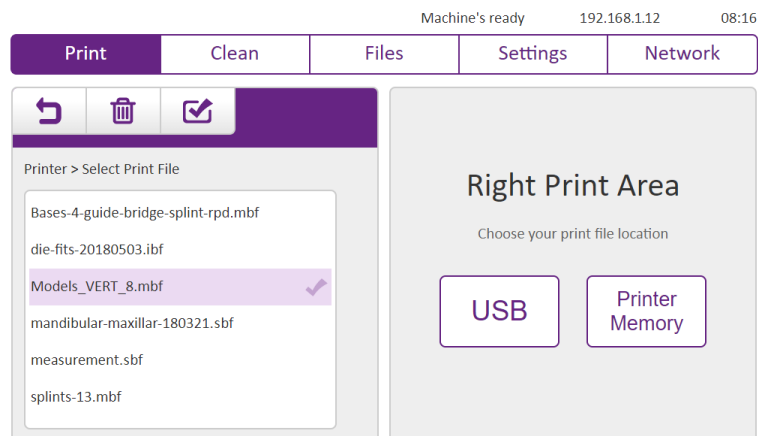 Machine's ready 192.168.1.12 08:16
Print Clean Files Settings Network
Printer > Select Print File
Bases-4-guide-bridge-splint-rpd.mbf
die-fits-20180503.ibf
Models_VERT_8.mbf
mandibular-maxillar-180321.sbf
measurement.sbf
splints-13.mbf
Right Print Area
Choose your print file location
USB
Printer
Memory